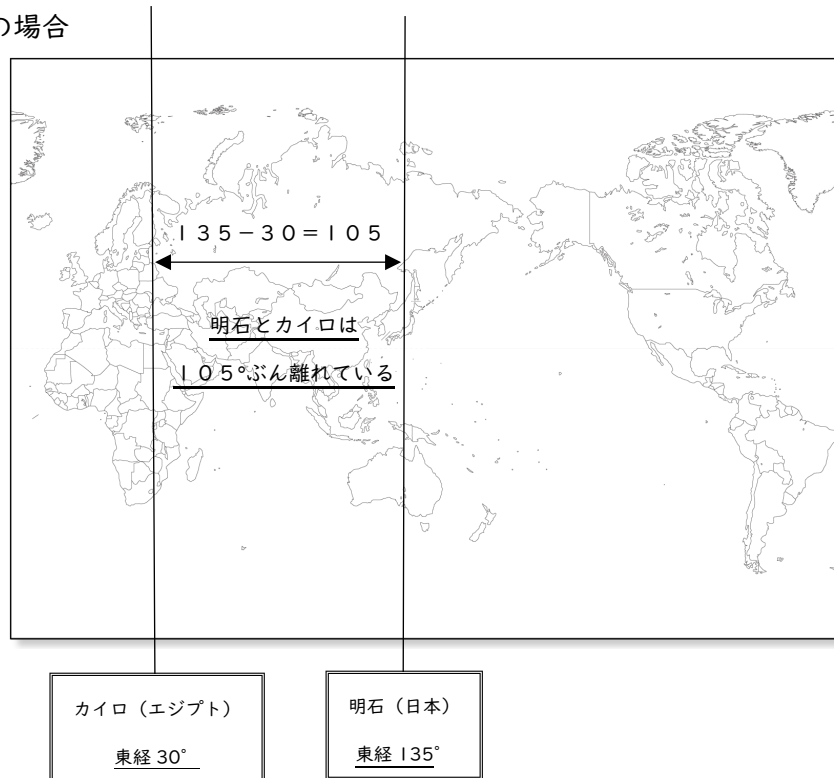 の場合
135-30=105
明石とカイロは
105°ぶん離れている
カイロ(エジプト)
東経 30°
明石(日本)
東経 135°